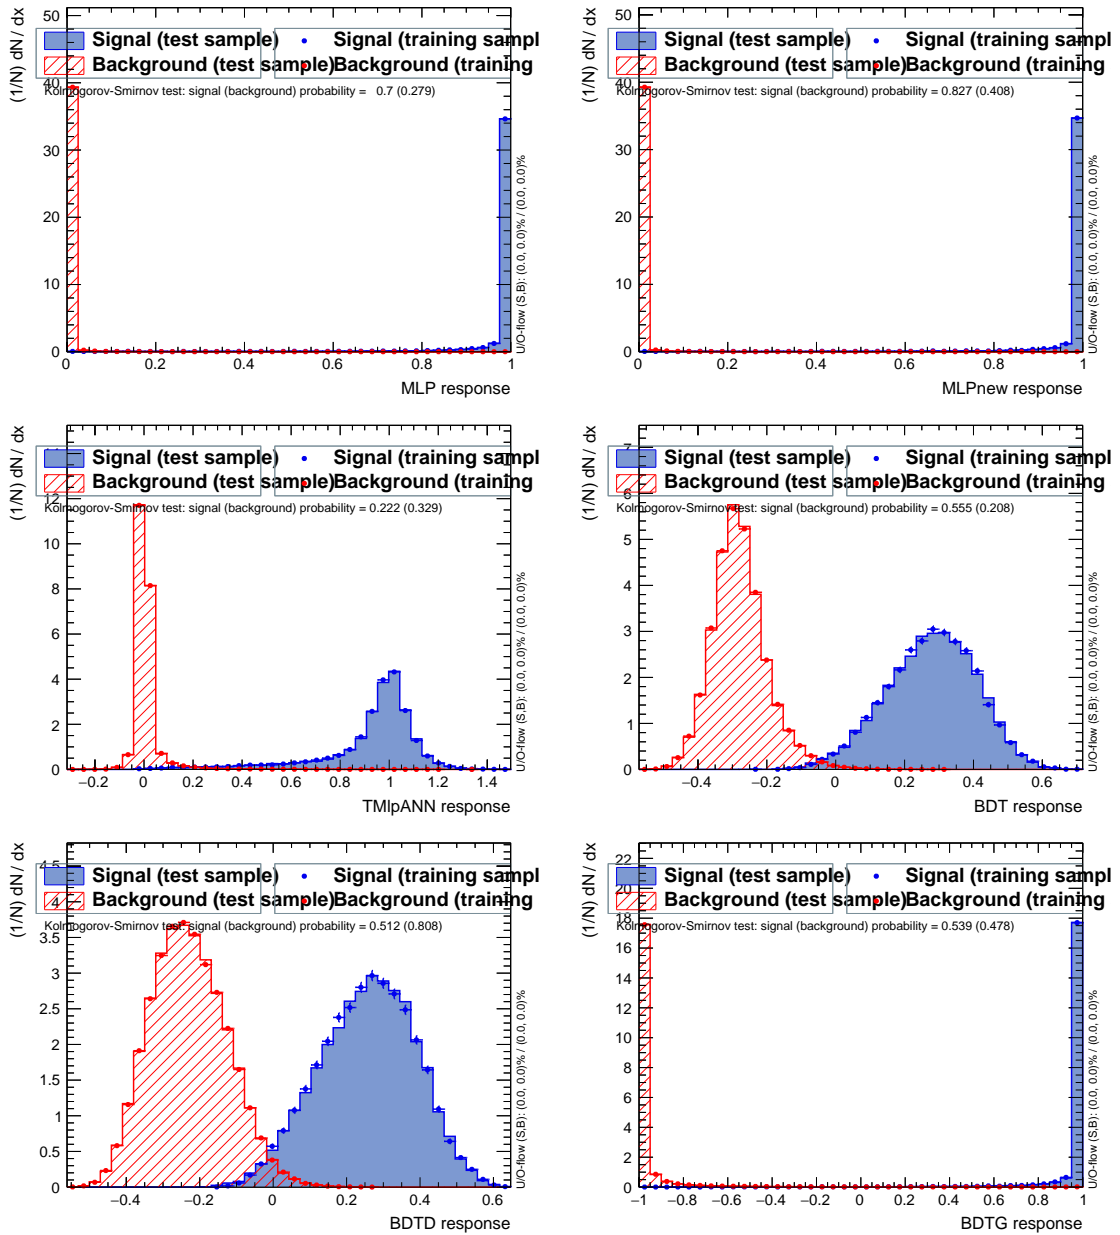 (1/N) dN / dx
Signal (test sample)
Signal (training sampl
Background (test sample)
Background (training
Kolmogorov-Smirnov test: signal (background) probability = 0.7 (0.279)
50
40
30
20
10
0
0 0.2 0.4 0.6 0.8 1
MLP response
U/O-flow (S,B): (0.0, 0.0)% / (0.0, 0.0)%
(1/N) dN / dx
Signal (test sample)
Signal (training sampl
Background (test sample)
Background (training
Kolmogorov-Smirnov test: signal (background) probability = 0.827 (0.408)
50
40
30
20
10
0
0 0.2 0.4 0.6 0.8 1
MLPnew response
U/O-flow (S,B): (0.0, 0.0)% / (0.0, 0.0)%
(1/N) dN / dx
Signal (test sample)
Signal (training sampl
Background (test sample)
Background (training
Kolmogorov-Smirnov test: signal (background) probability = 0.222 (0.329)
12
10
8
6
4
2
0
−0.2 0 0.2 0.4 0.6 0.8 1 1.2 1.4
TMlpANN response
U/O-flow (S,B): (0.0, 0.0)% / (0.0, 0.0)%
(1/N) dN / dx
Signal (test sample)
Signal (training sampl
Background (test sample)
Background (training
Kolmogorov-Smirnov test: signal (background) probability = 0.555 (0.208)
7
6
5
4
3
2
1
0
−0.4 −0.2 0 0.2 0.4 0.6
BDT response
U/O-flow (S,B): (0.0, 0.0)% / (0.0, 0.0)%
(1/N) dN / dx
Signal (test sample)
Signal (training sampl
Background (test sample)
Background (training
Kolmogorov-Smirnov test: signal (background) probability = 0.512 (0.808)
4.5
4
3.5
3
2.5
2
1.5
1
0.5
0
−0.4 −0.2 0 0.2 0.4 0.6
BDTD response
U/O-flow (S,B): (0.0, 0.0)% / (0.0, 0.0)%
(1/N) dN / dx
Signal (test sample)
Signal (training sampl
Background (test sample)
Background (training
Kolmogorov-Smirnov test: signal (background) probability = 0.539 (0.478)
22
20
18
16
14
12
10
8
6
4
2
0
−1 −0.8 −0.6 −0.4 −0.2 0 0.2 0.4 0.6 0.8 1
BDTG response
U/O-flow (S,B): (0.0, 0.0)% / (0.0, 0.0)%